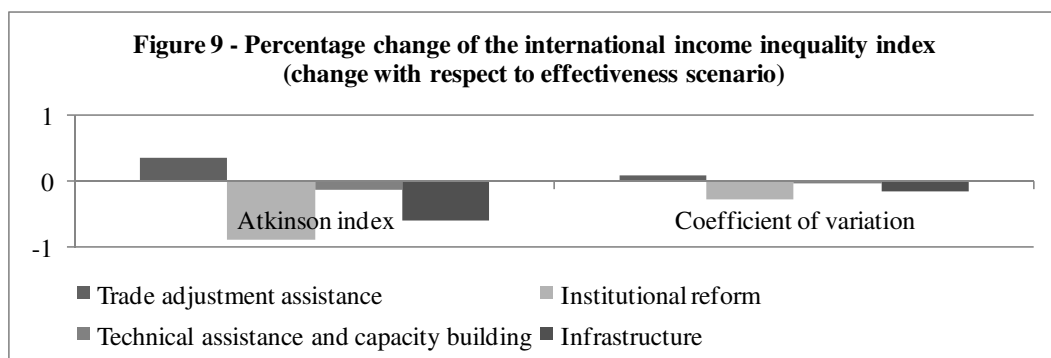 Figure 9 - Percentage change of the international income inequality index
(change with respect to effectiveness scenario)
1
0
-1
Atkinson index
Coefficient of variation
Trade adjustment assistance
Institutional reform
Technical assistance and capacity building
Infrastructure